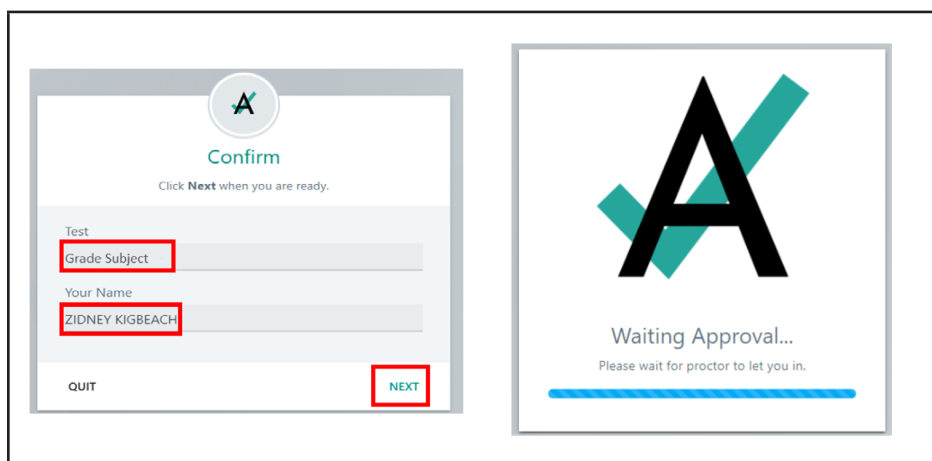 A
Confirm
Click Next when you are ready.
Test
Grade Subject
Your Name
ZIDNEY KIGBEACH
QUIT
NEXT
A
Waiting Approval...
Please wait for proctor to let you in.